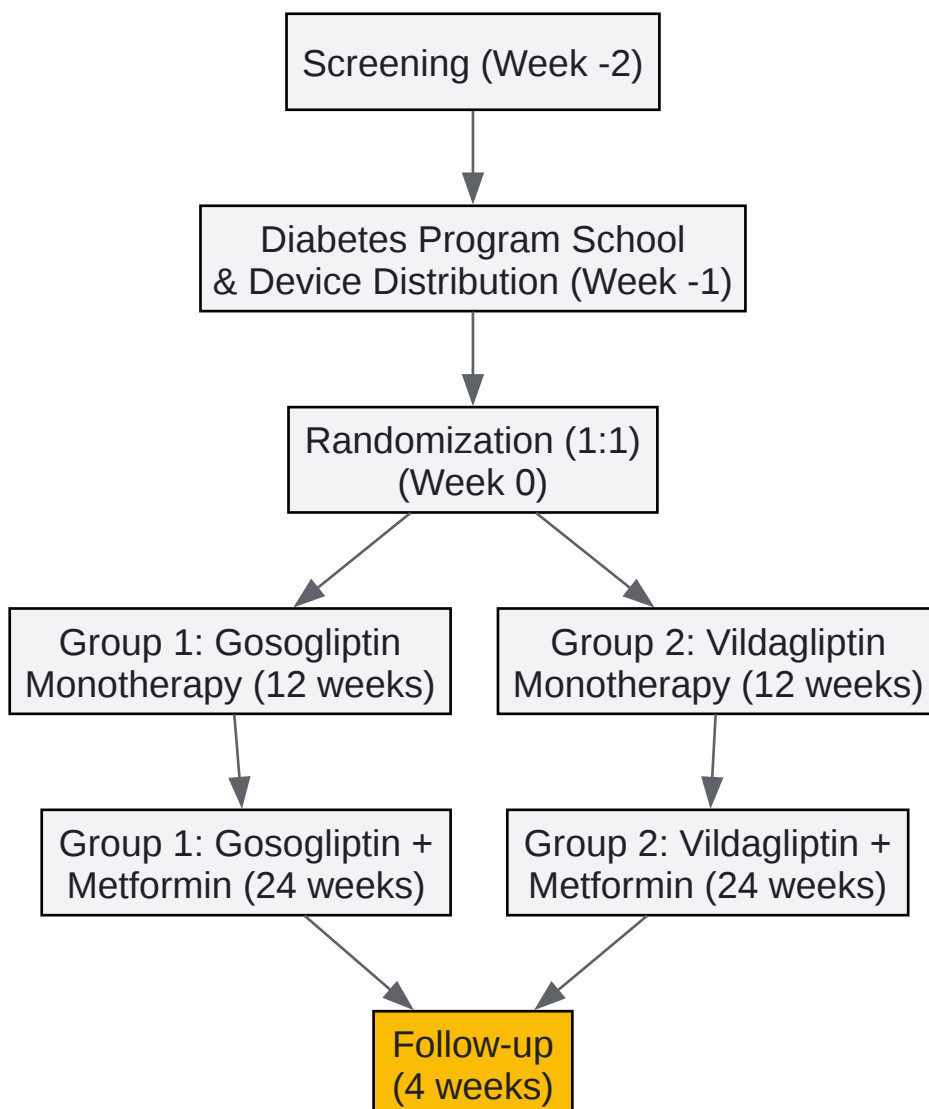 Screening (Week -2)
Diabetes Program School
& Device Distribution (Week -1)
Randomization (1:1)
(Week 0)
Group 1: Gosogliptin
Monotherapy (12 weeks)
Group 2: Vildagliptin
Monotherapy (12 weeks)
Group 1: Gosogliptin +
Metformin (24 weeks)
Group 2: Vildagliptin +
Metformin (24 weeks)
Follow-up
(4 weeks)